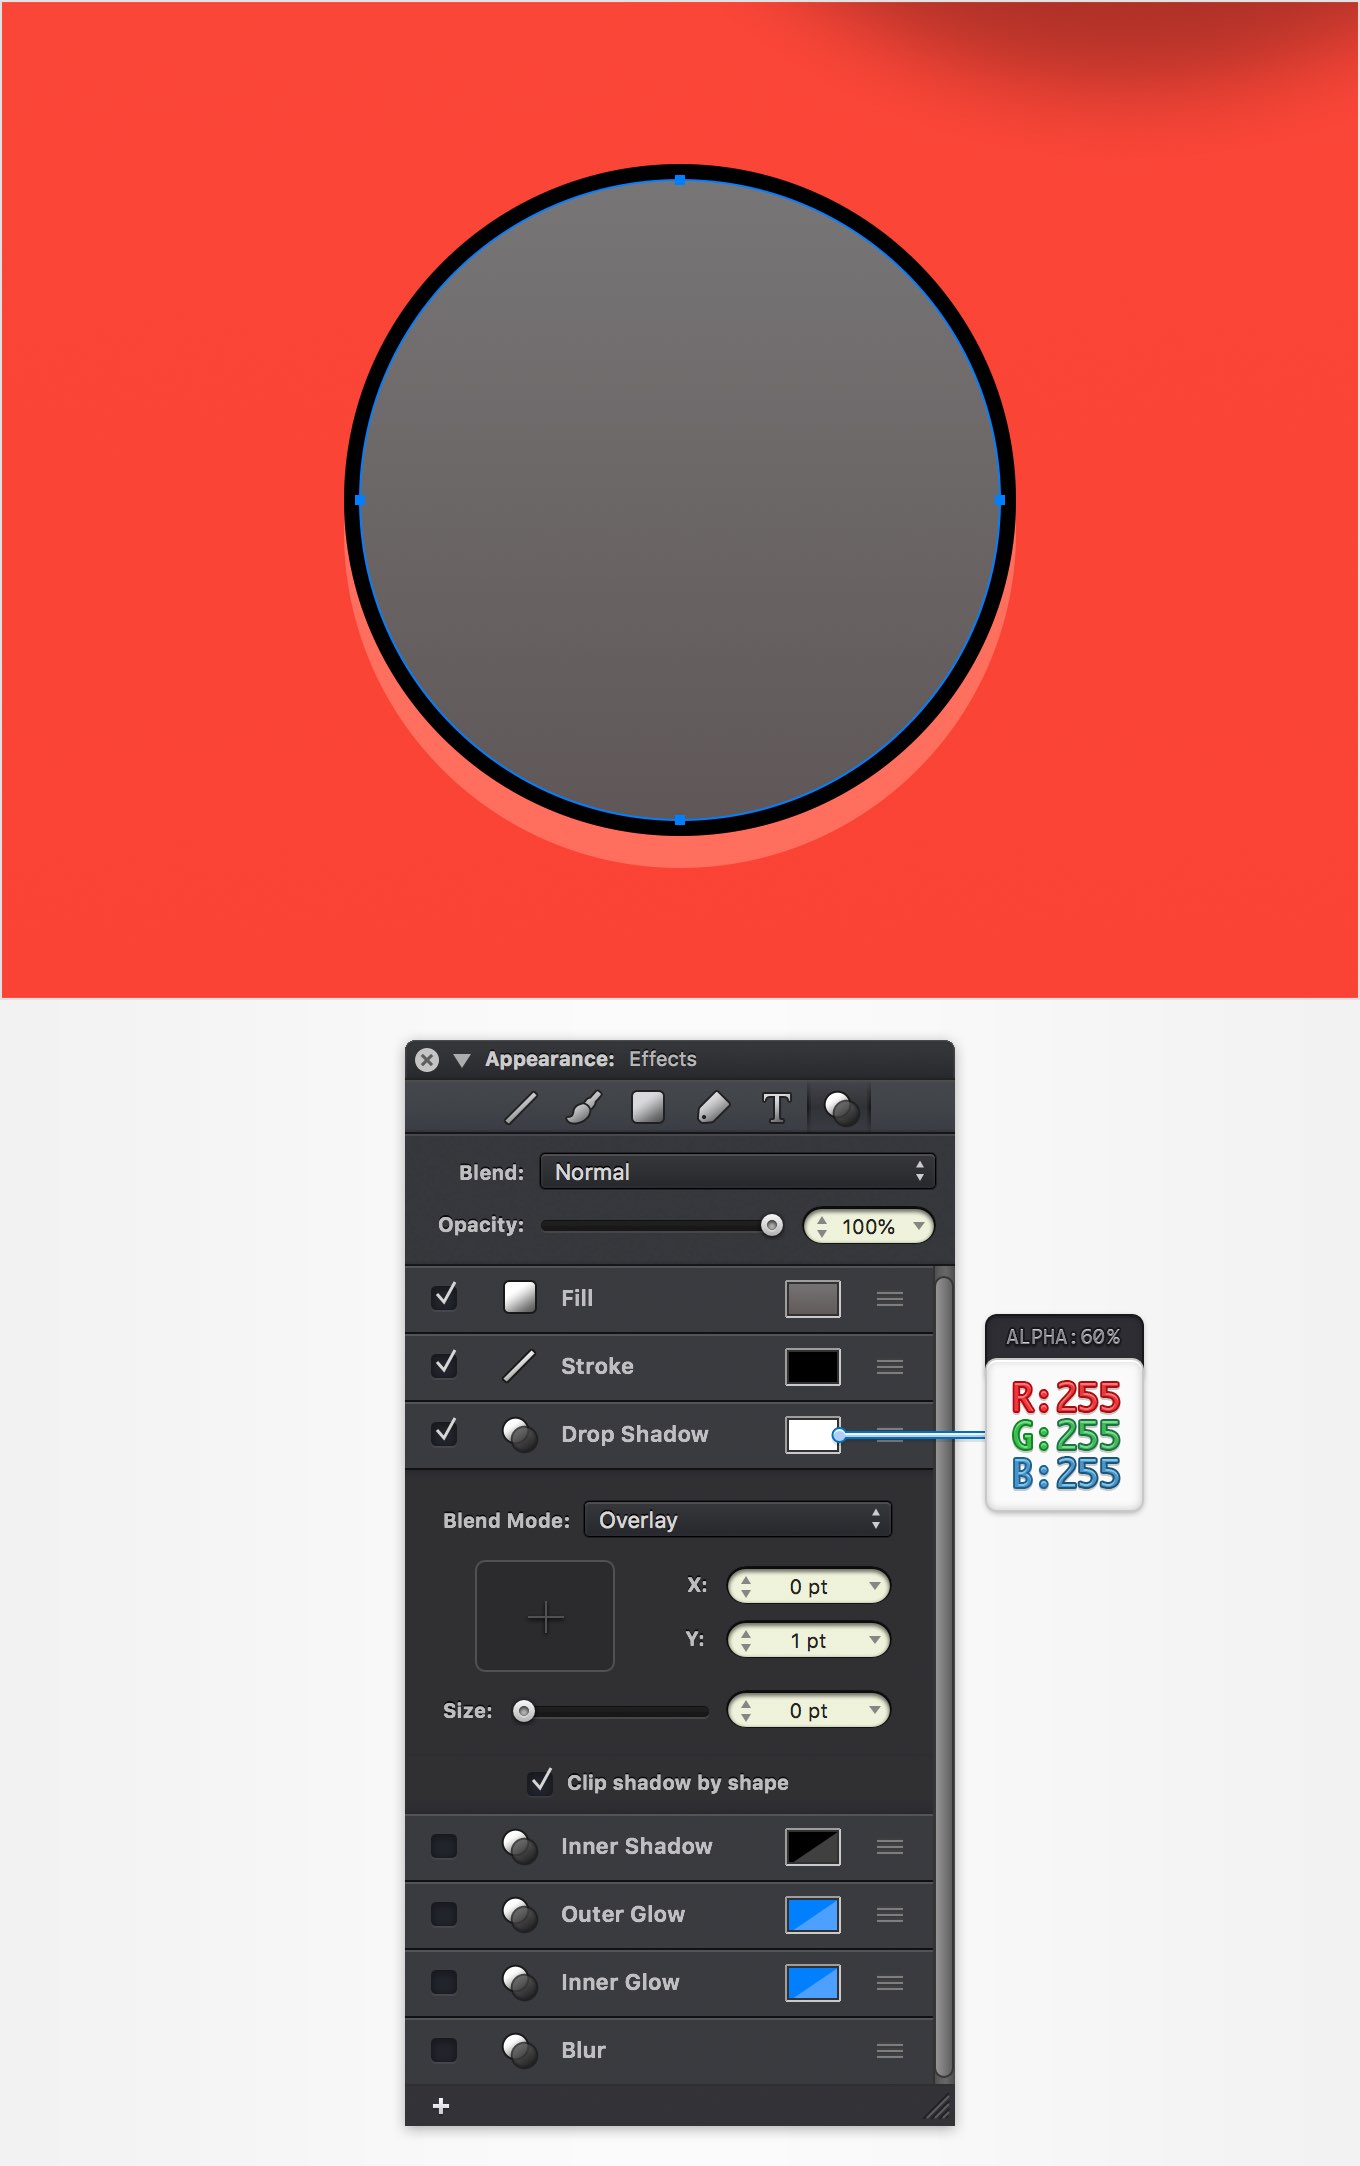 Appearance: Effects
T
Blend: Normal
Opacity: 100%
Fill
Stroke
Drop Shadow
ALPHA:60%
R:255
G:255
B:255
Blend Mode: Overlay
X: 0 pt
Y: 1 pt
Size: 0 pt
Clip shadow by shape
Inner Shadow
Outer Glow
Inner Glow
Blur
+